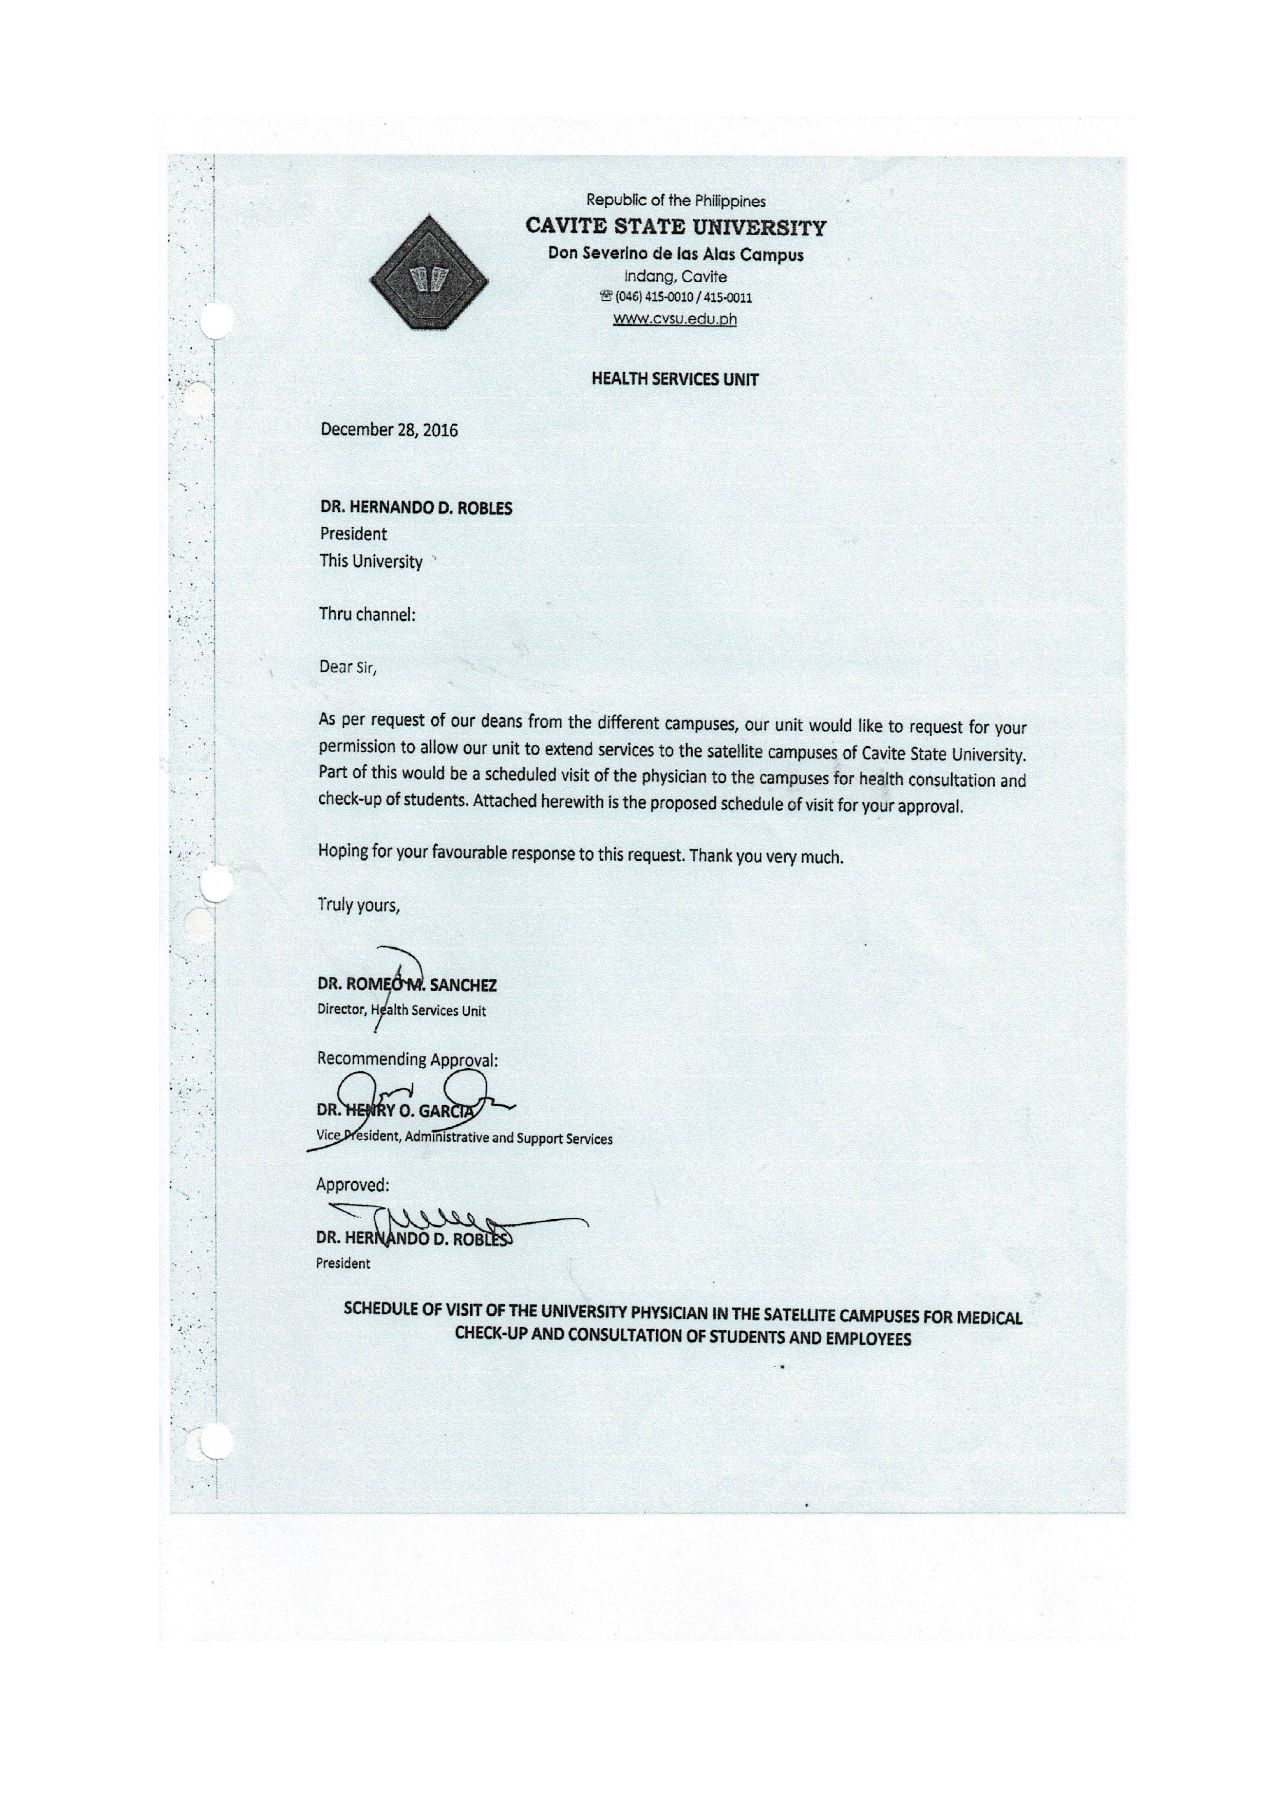 Republic of the Philippines
CAVITE STATE UNIVERSITY
Don Severino de las Alas Campus
Indang, Cavite
☏ (046) 415-0010 / 415-0011
www.cvsu.edu.ph
HEALTH SERVICES UNIT
December 28, 2016
DR. HERNANDO D. ROBLES
President
This University
Thru channel:
Dear Sir,
As per request of our deans from the different campuses, our unit would like to request for your
permission to allow our unit to extend services to the satellite campuses of Cavite State University.
Part of this would be a scheduled visit of the physician to the campuses for health consultation and
check-up of students. Attached herewith is the proposed schedule of visit for your approval.
Hoping for your favourable response to this request. Thank you very much.
Truly yours,
DR. ROMEO M. SANCHEZ
Director, Health Services Unit
Recommending Approval:
DR. HENRY O. GARCIA
Vice President, Administrative and Support Services
Approved:
DR. HERNANDO D. ROBLES
President
SCHEDULE OF VISIT OF THE UNIVERSITY PHYSICIAN IN THE SATELLITE CAMPUSES FOR MEDICAL
CHECK-UP AND CONSULTATION OF STUDENTS AND EMPLOYEES